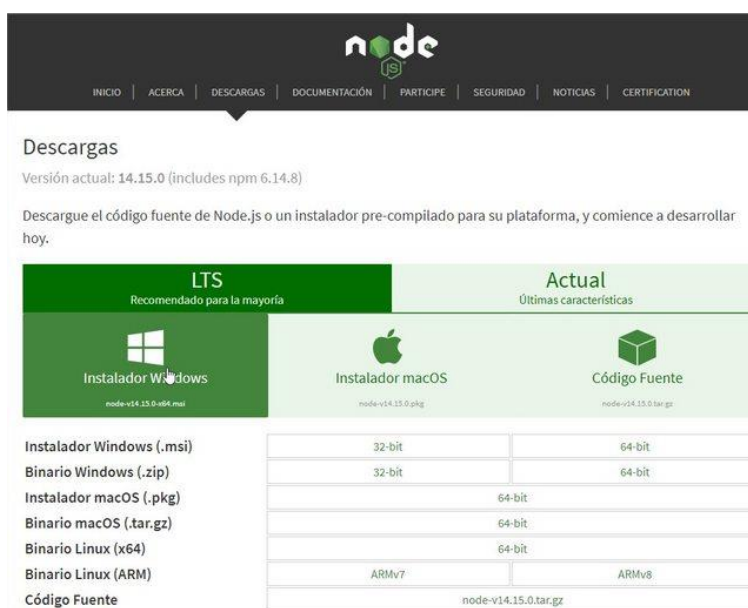 node
JS
INICIO | ACERCA | DESCARGAS | DOCUMENTACIÓN | PARTICIPE | SEGURIDAD | NOTICIAS | CERTIFICATION
Descargas
Versión actual: 14.15.0 (includes npm 6.14.8)
Descargue el código fuente de Node.js o un instalador pre-compilado para su plataforma, y comience a desarrollar
hoy.
LTS
Recomendado para la mayoría
Actual
Últimas características
Instalador Windows
node-v14.15.0-x64.msi
Instalador macOS
node-v14.15.0.pkg
Código Fuente
node-v14.15.0.tar.gz
Instalador Windows (.msi) 32-bit 64-bit
Binario Windows (.zip) 32-bit 64-bit
Instalador macOS (.pkg) 64-bit
Binario macOS (.tar.gz) 64-bit
Binario Linux (x64) 64-bit
Binario Linux (ARM) ARMv7 ARMv8
Código Fuente node-v14.15.0.tar.gz